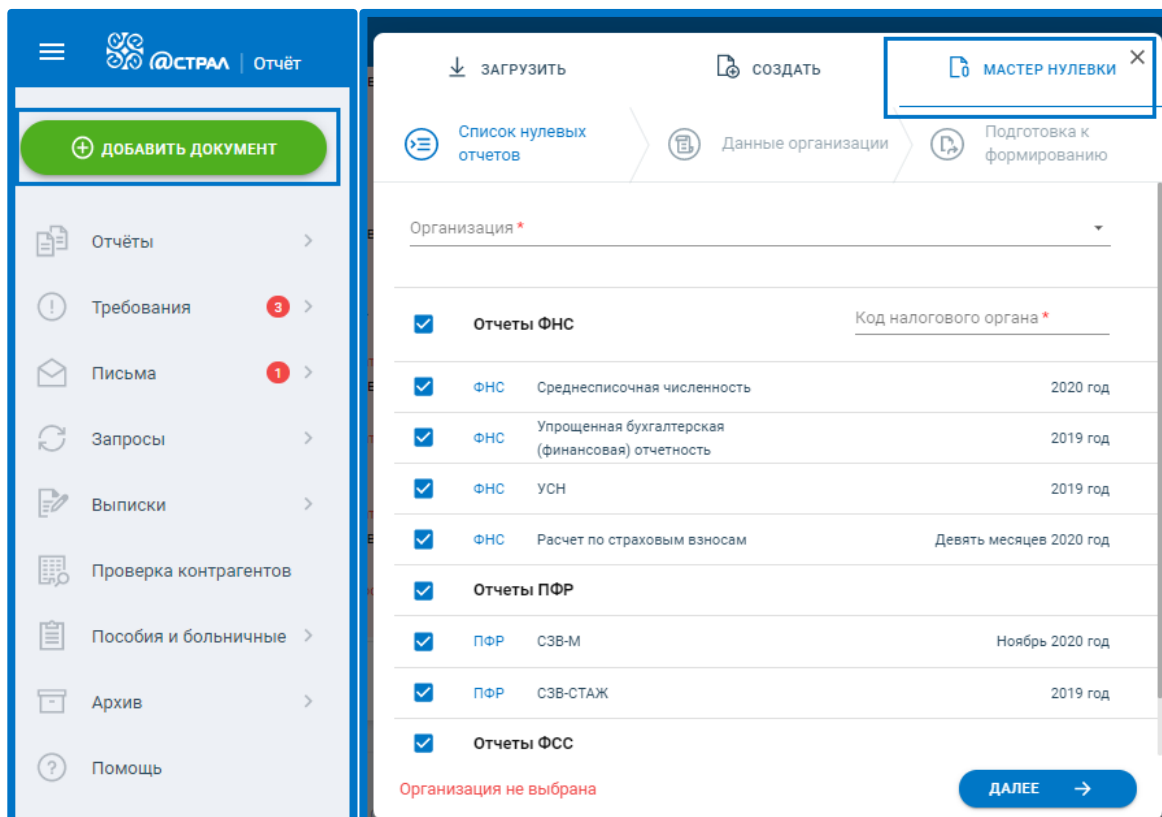 @СТРАЛ | Отчёт
ДОБАВИТЬ ДОКУМЕНТ
Отчёты
Требования 3
Письма 1
Запросы
Выписки
Проверка контрагентов
Пособия и больничные
Архив
Помощь
ЗАГРУЗИТЬ СОЗДАТЬ МАСТЕР НУЛЕВКИ
Список нулевых
отчетов
Данные организации
Подготовка к
формированию
Организация *
Отчеты ФНС Код налогового органа *
ФНС Среднесписочная численность 2020 год
ФНС Упрощенная бухгалтерская
(финансовая) отчетность 2019 год
ФНС УСН 2019 год
ФНС Расчет по страховым взносам Девять месяцев 2020 год
Отчеты ПФР
ПФР СЗВ-М Ноябрь 2020 год
ПФР СЗВ-СТАЖ 2019 год
Отчеты ФСС
Организация не выбрана ДАЛЕЕ